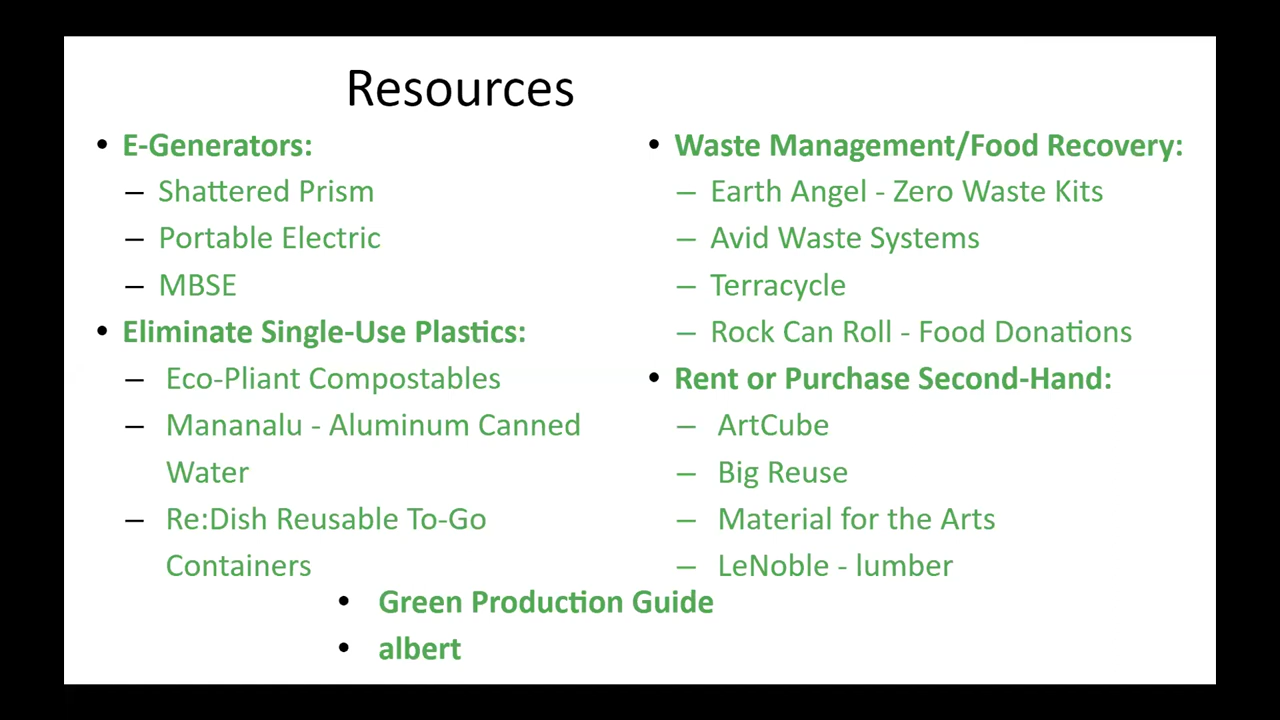 Resources
• E-Generators:
– Shattered Prism
– Portable Electric
– MBSE
• Eliminate Single-Use Plastics:
– Eco-Pliant Compostables
– Mananalu - Aluminum Canned
Water
– Re:Dish Reusable To-Go
Containers
• Waste Management/Food Recovery:
– Earth Angel - Zero Waste Kits
– Avid Waste Systems
– Terracycle
– Rock Can Roll - Food Donations
• Rent or Purchase Second-Hand:
– ArtCube
– Big Reuse
– Material for the Arts
– LeNoble - lumber
• Green Production Guide
• albert